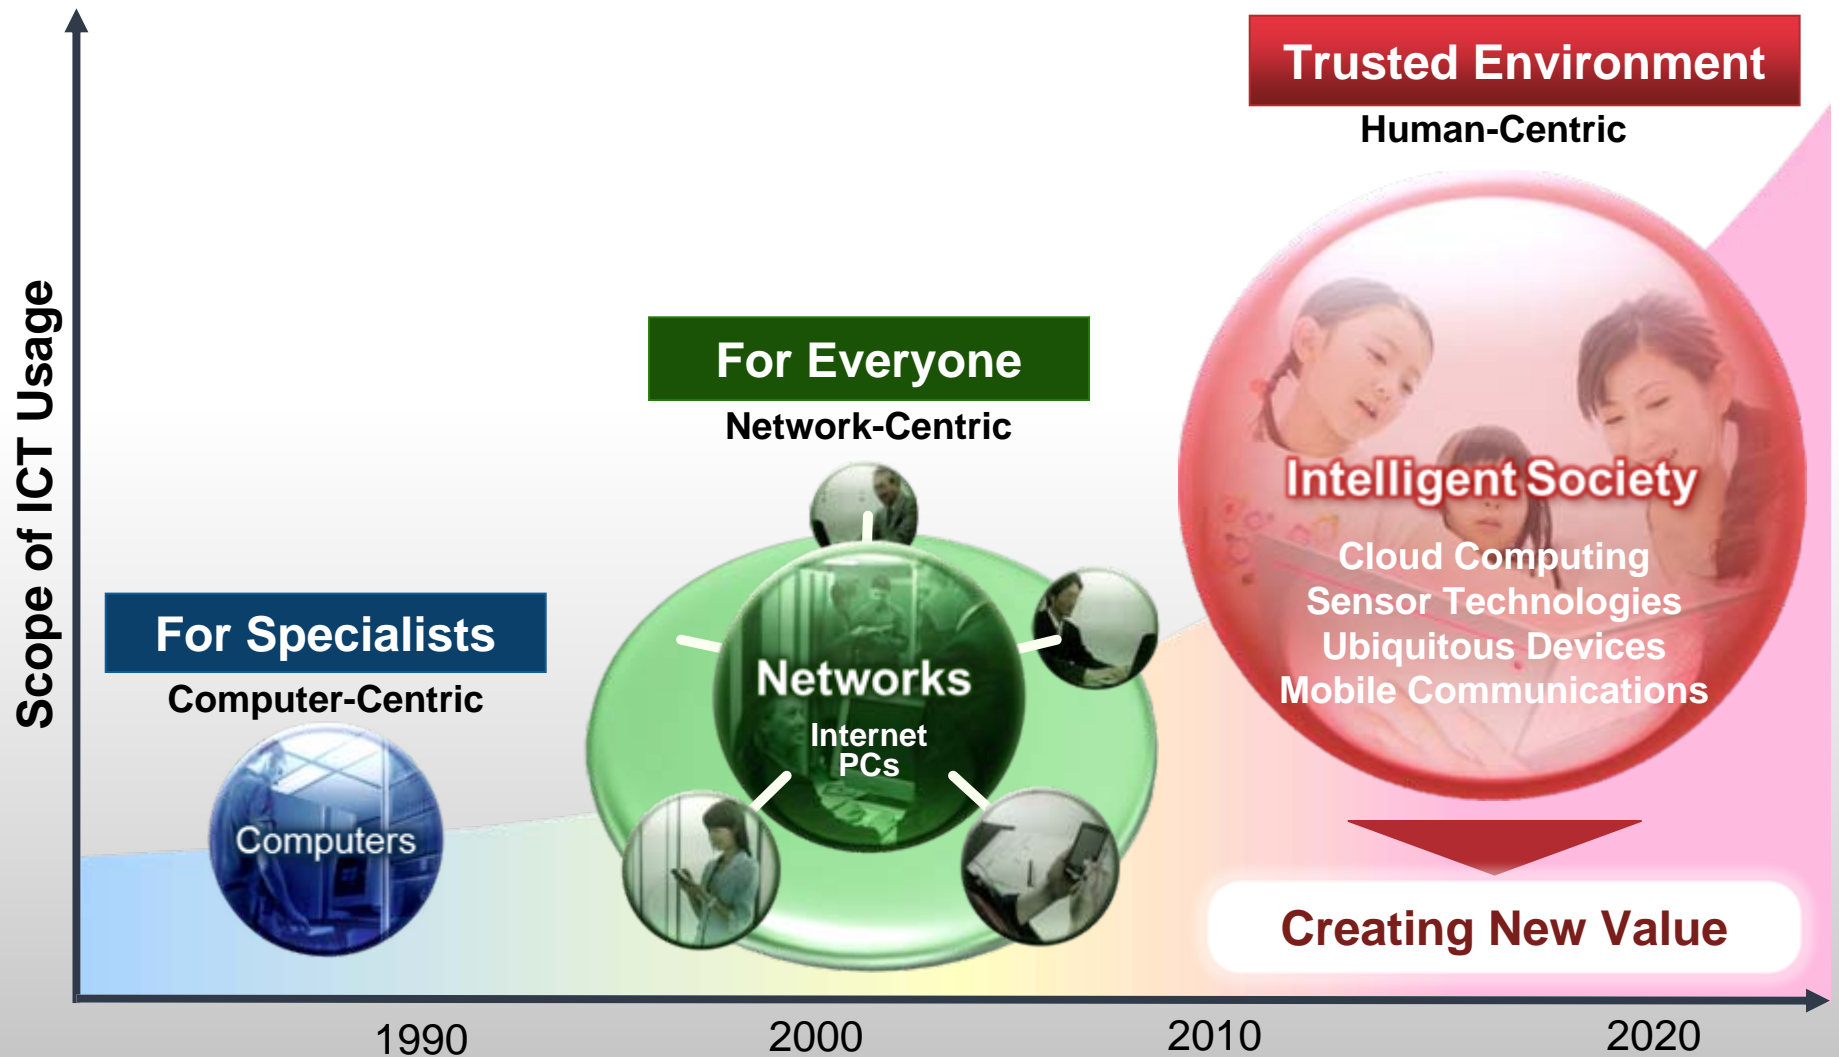 Trusted Environment
Human-Centric
Scope of ICT Usage
For Everyone
Network-Centric
Intelligent Society
Cloud Computing
Sensor Technologies
Ubiquitous Devices
Mobile Communications
For Specialists
Computer-Centric
Networks
Internet
PCs
Computers
Creating New Value
1990
2000
2010
2020